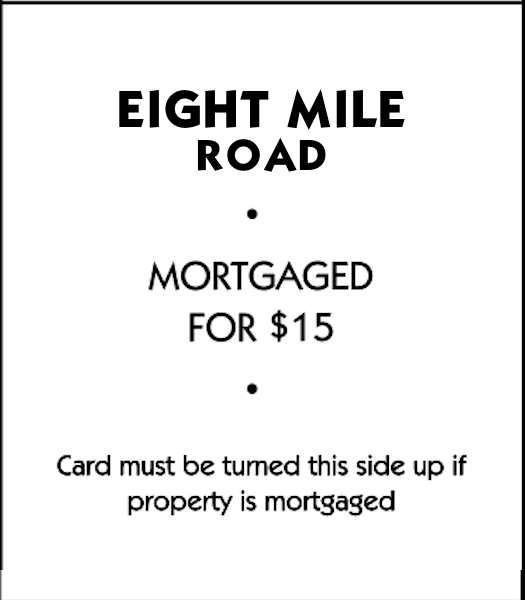 EIGHT MILE
ROAD
•
MORTGAGED
FOR $15
•
Card must be turned this side up if
property is mortgaged